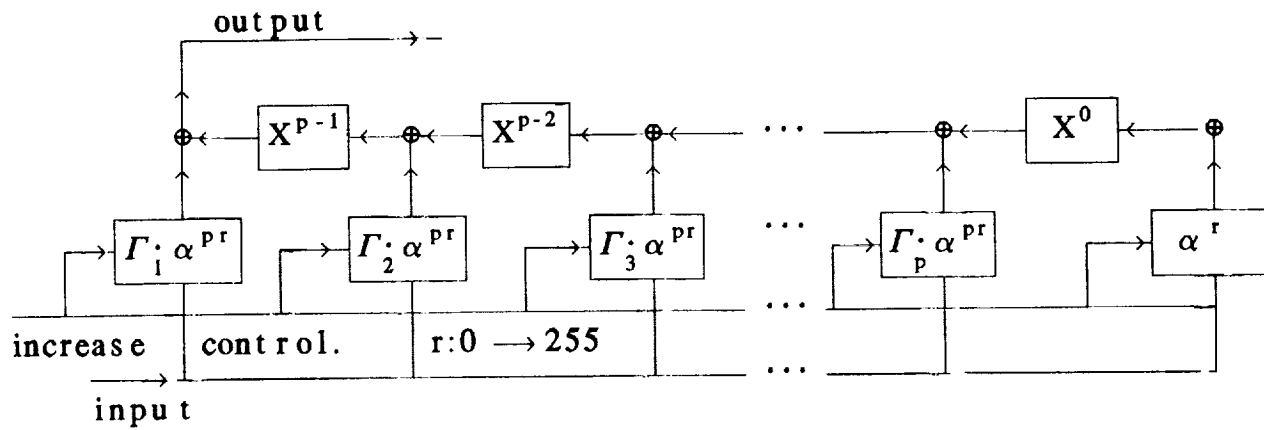 output
X^{p-1} X^{p-2} ... X^0
Γ_1·α^{pr} Γ_2·α^{pr} Γ_3·α^{pr} ... Γ_p·α^{pr} α^r
...
increase control. r:0 → 255
...
input